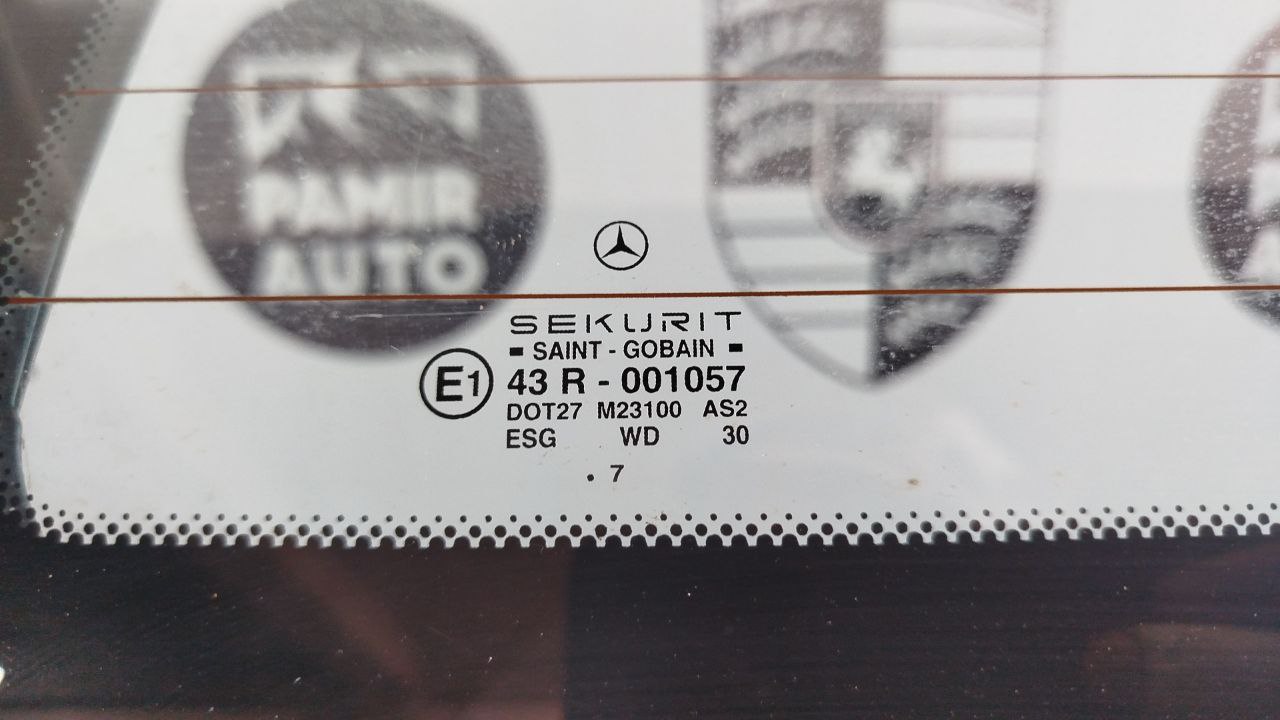 PAMIR
AUTO
SEKURIT
SAINT - GOBAIN
E1 43 R - 001057
DOT27 M23100 AS2
ESG WD 30
. 7